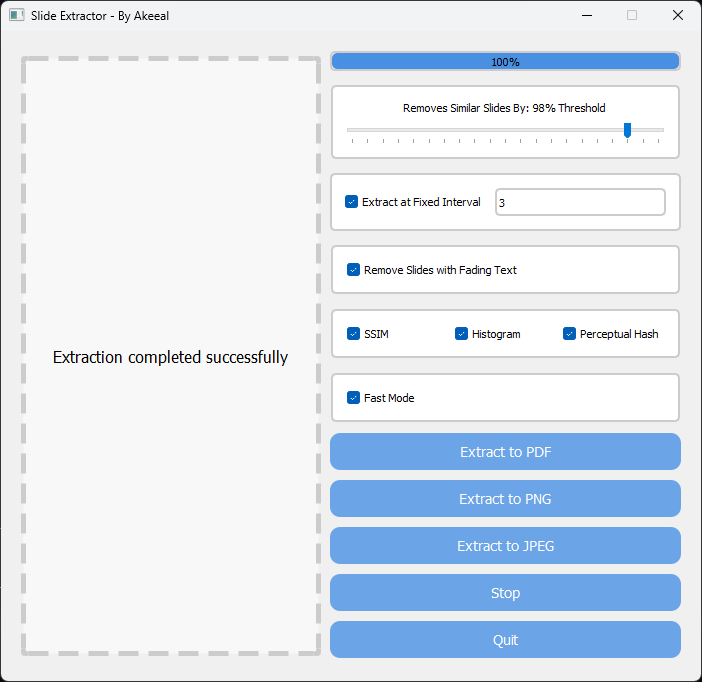 Slide Extractor - By Akeeal
100%
Removes Similar Slides By: 98% Threshold
Extract at Fixed Interval 3
Remove Slides with Fading Text
SSIM Histogram Perceptual Hash
Fast Mode
Extraction completed successfully
Extract to PDF
Extract to PNG
Extract to JPEG
Stop
Quit